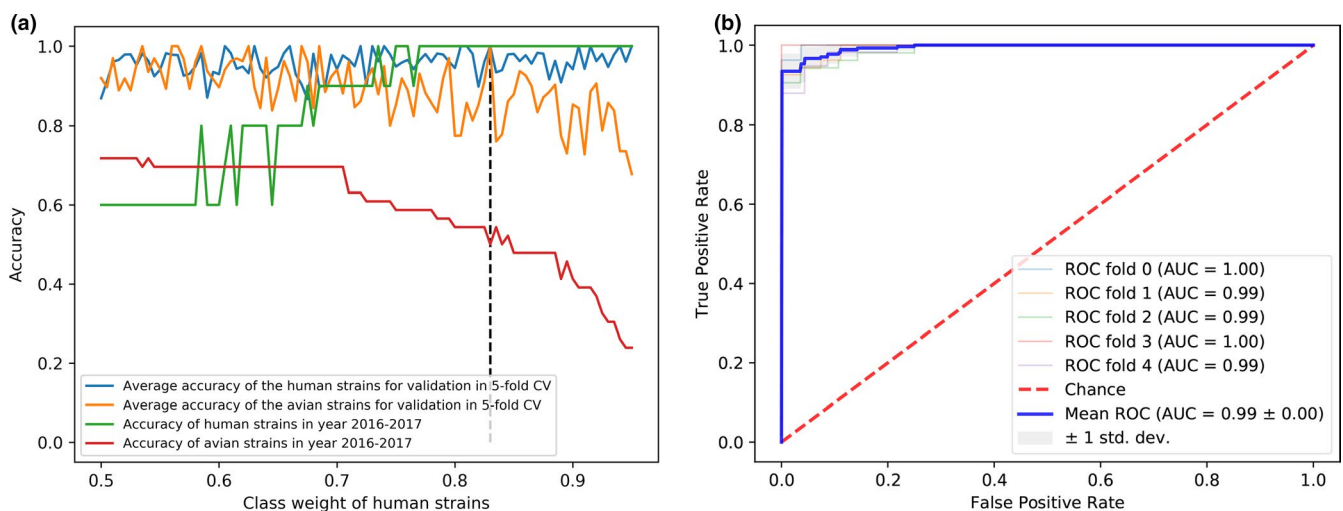 (a)
1.0
0.8
0.6
0.4
0.2
0.0
Accuracy
Average accuracy of the human strains for validation in 5-fold CV
Average accuracy of the avian strains for validation in 5-fold CV
Accuracy of human strains in year 2016-2017
Accuracy of avian strains in year 2016-2017
0.5 0.6 0.7 0.8 0.9
Class weight of human strains
(b)
1.0
0.8
0.6
0.4
0.2
0.0
True Positive Rate
ROC fold 0 (AUC = 1.00)
ROC fold 1 (AUC = 0.99)
ROC fold 2 (AUC = 0.99)
ROC fold 3 (AUC = 1.00)
ROC fold 4 (AUC = 0.99)
Chance
Mean ROC (AUC = 0.99 ± 0.00)
± 1 std. dev.
0.0 0.2 0.4 0.6 0.8 1.0
False Positive Rate